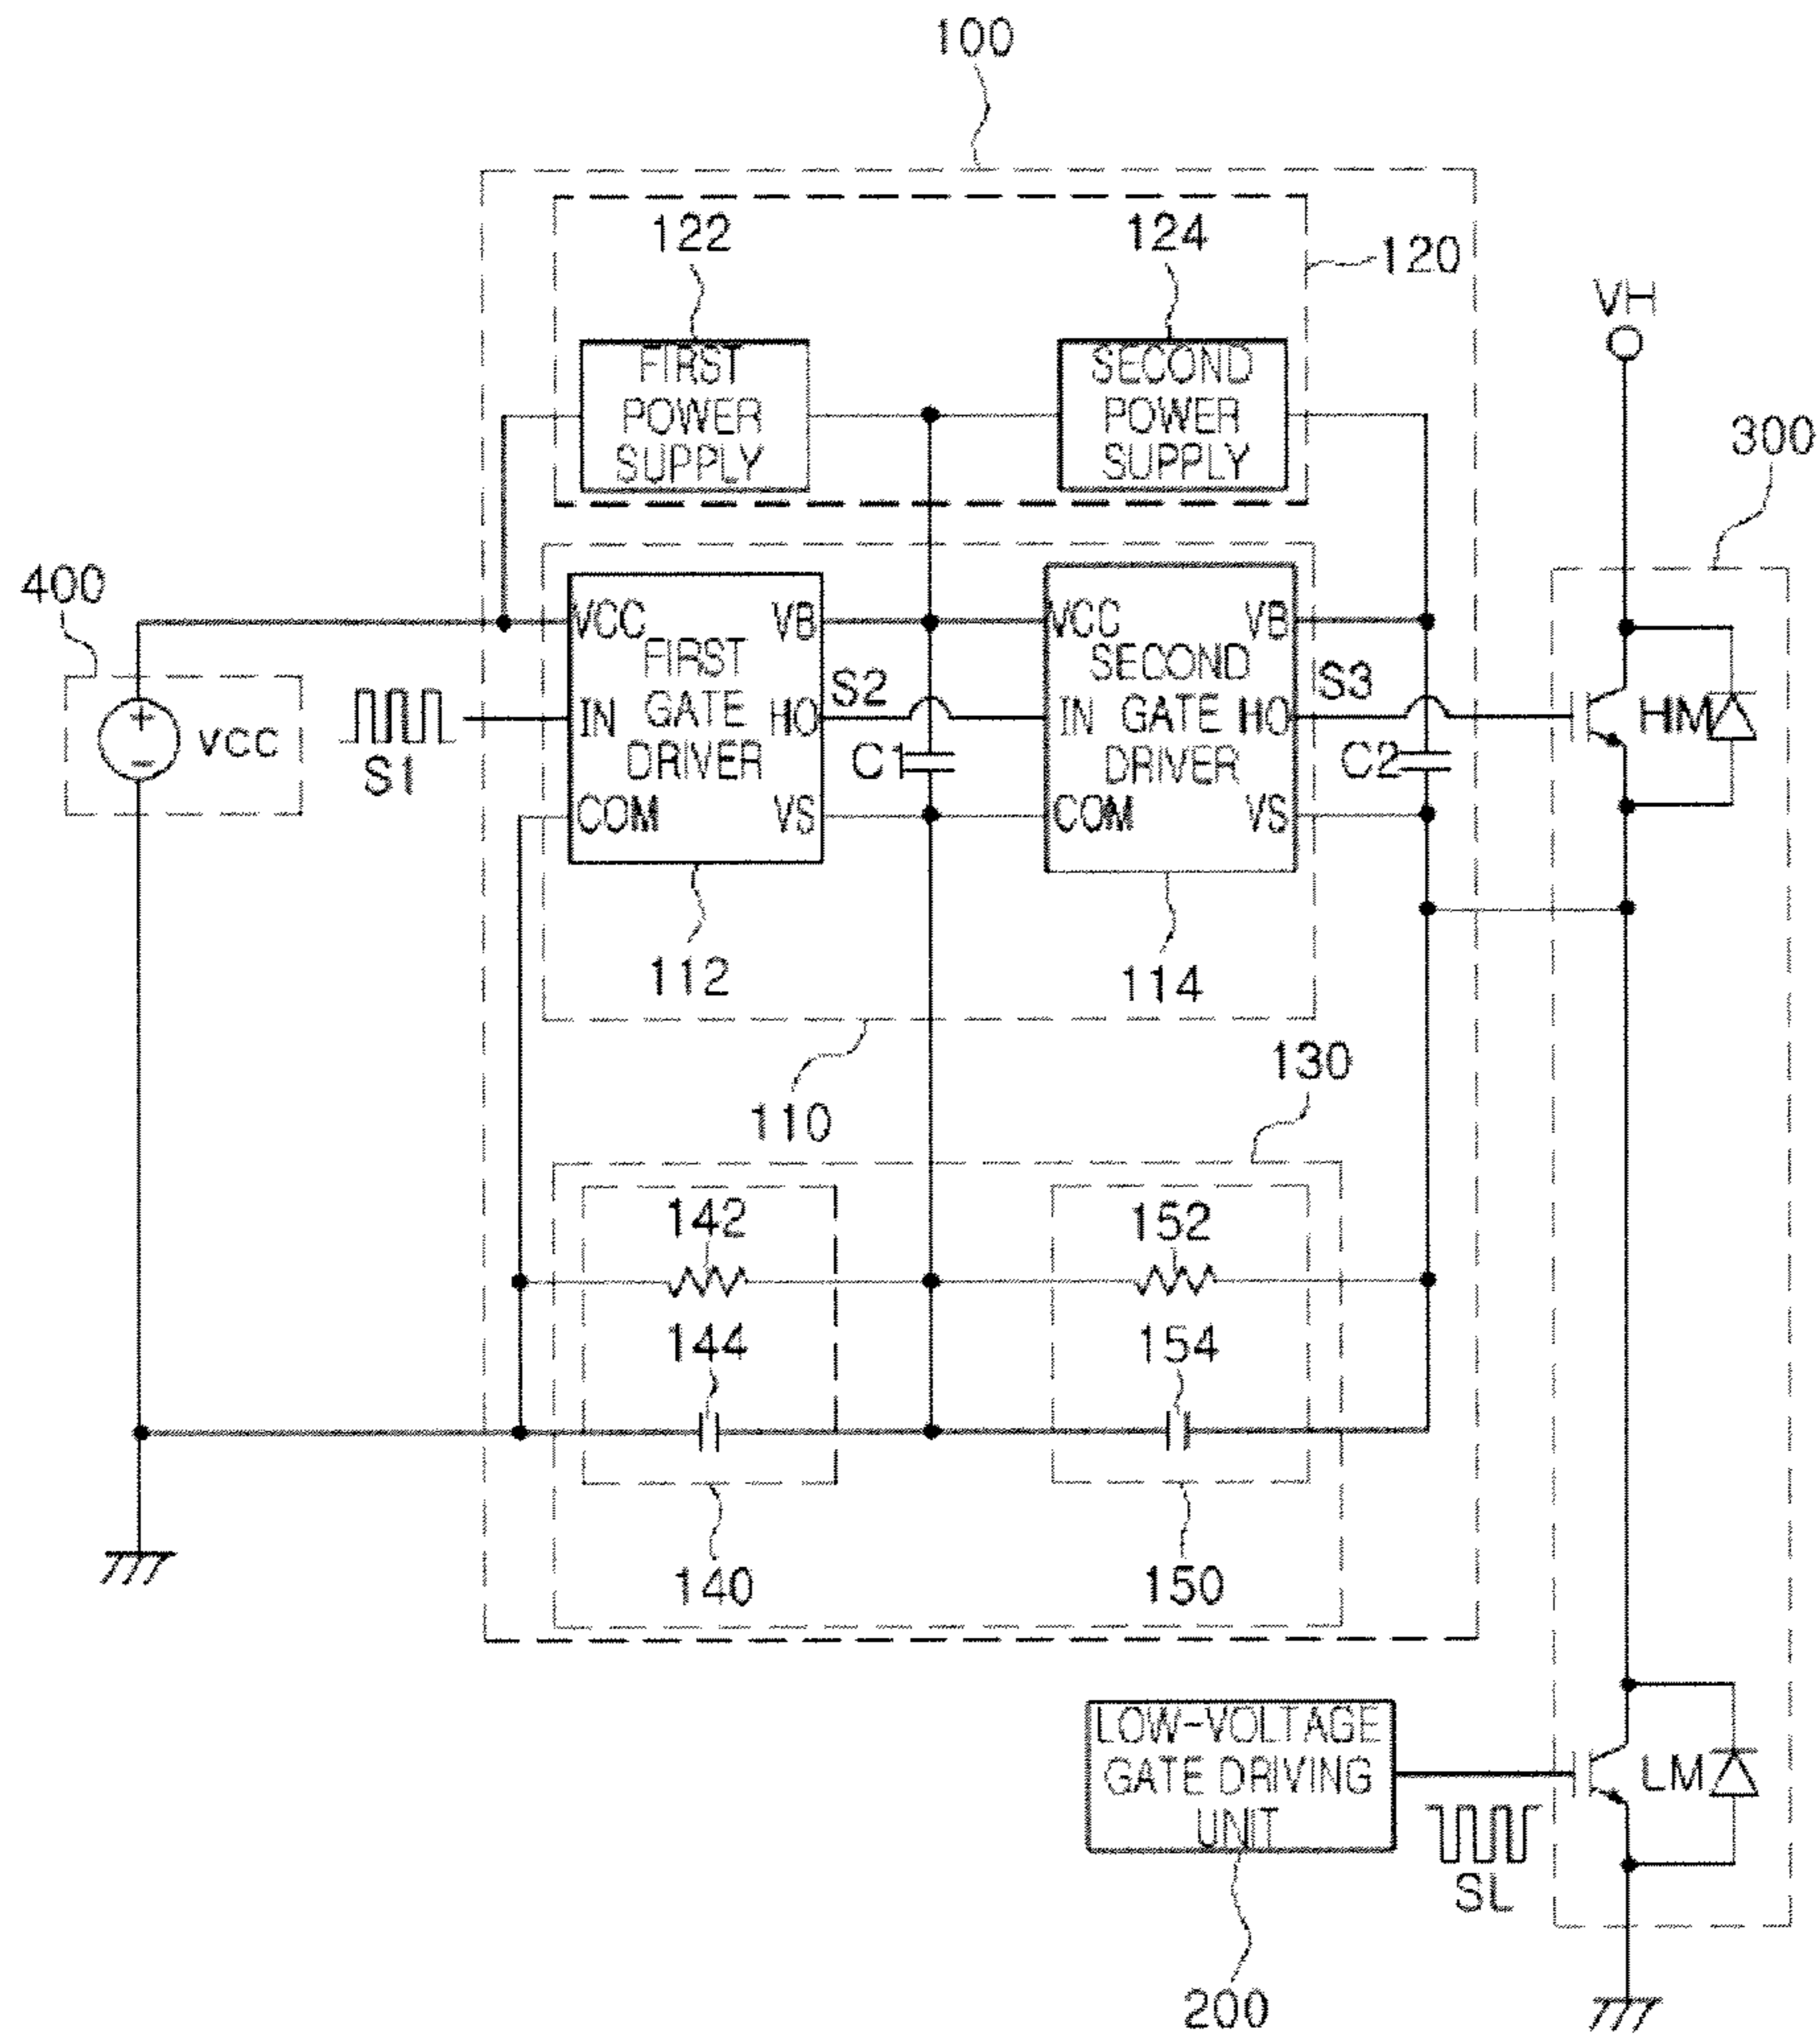 100
122
124
120
VH
FIRST
POWER
SUPPLY
SECOND
POWER
SUPPLY
300
400
VCC
VB
FIRST
GATE
DRIVER
IN
HO
COM
VS
S2
C1
VCC
VB
SECOND
GATE
DRIVER
IN
HO
COM
VS
S3
C2
HM
+
-
VCC
S1
112
114
110
130
142
152
144
154
140
150
LOW-VOLTAGE
GATE DRIVING
UNIT
LM
SL
200